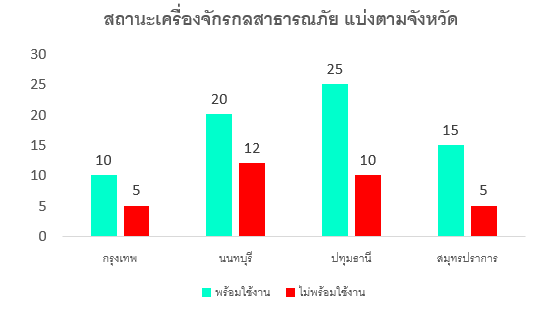 สถานะเครื่องจักรกลสาธารณภัย แบ่งตามจังหวัด
30
25
20
15
10
5
0
10
5
20
12
25
10
15
5
กรุงเทพ
นนทบุรี
ปทุมธานี
สมุทรปราการ
พร้อมใช้งาน
ไม่พร้อมใช้งาน